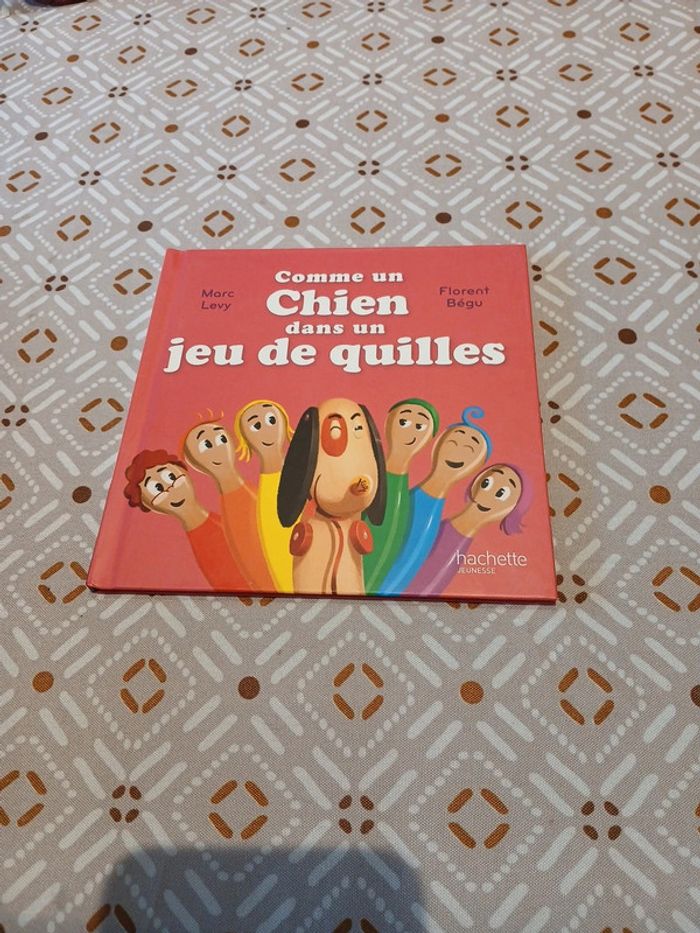 Comme un
Chien
dans un
jeu de quilles
Marc
Levy
Florent
Bégu
hachette
JEUNESSE